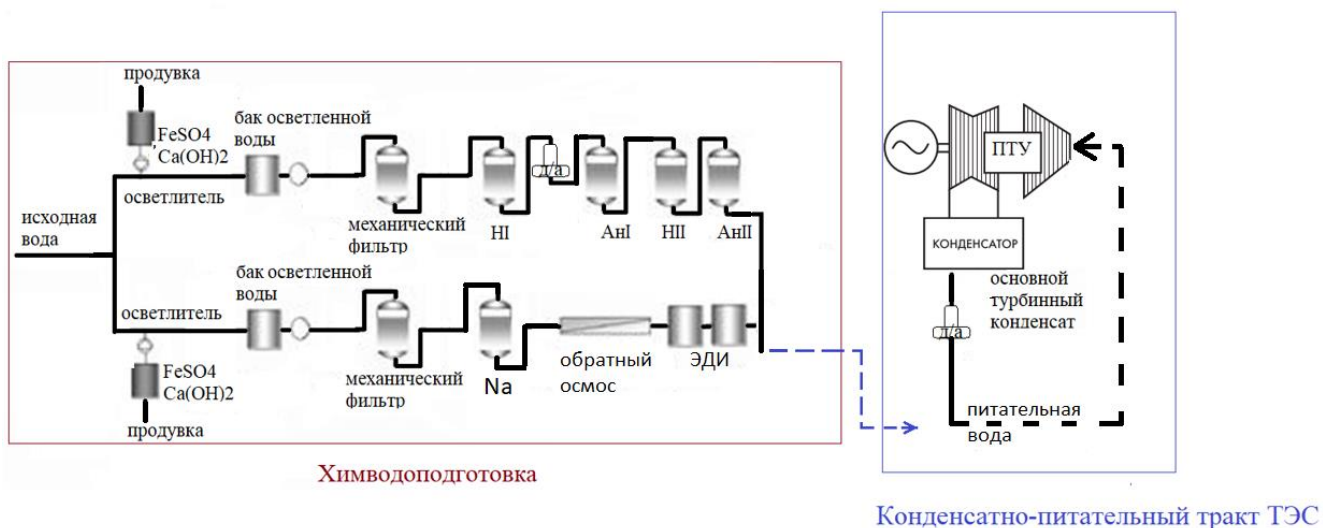 продувка
FeSO4
Ca(OH)2
бак осветленной
воды
осветлитель
исходная
вода
механический
фильтр
HI
д/а
AнI
HII
AнII
бак осветленной
воды
осветлитель
FeSO4
Ca(OH)2
продувка
механический
фильтр
Na
обратный
осмос
ЭДИ
Химводоподготовка
ПТУ
КОНДЕНСАТОР
основной
турбинный
конденсат
д/а
питательная
вода
Конденсатно-питательный тракт ТЭС